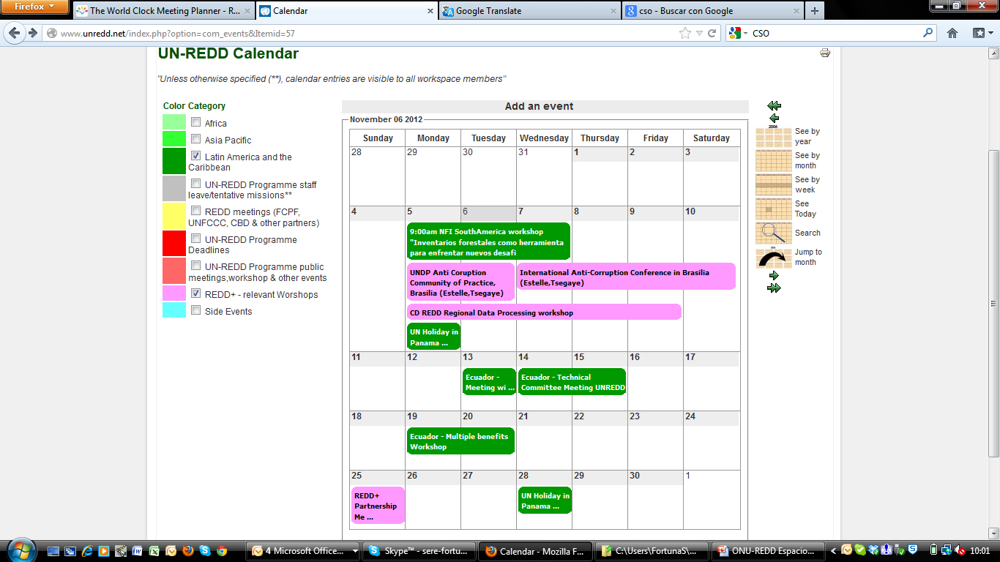 Firefox
The World Clock Meeting Planner - R...
Calendar
Google Translate
cso - Buscar con Google
www.unredd.net/index.php?option=com_events&Itemid=57
CSO
UN-REDD Calendar
"Unless otherwise specified (**), calendar entries are visible to all workspace members"
Color Category
Africa
Asia Pacific
Latin America and the
Caribbean
UN-REDD Programme staff
leave/tentative missions**
REDD meetings (FCPF,
UNFCCC, CBD & other partners)
UN-REDD Programme
Deadlines
UN-REDD Programme public
meetings,workshop & other events
REDD+ - relevant Worshops
Side Events
Add an event
November 06 2012
Sunday Monday Tuesday Wednesday Thursday Friday Saturday
28 29 30 31 1 2 3
4 5 6 7 8 9 10
9:00am NFI SouthAmerica workshop
"Inventarios forestales como herramienta
para enfrentar nuevos desafi
UNDP Anti Coruption
Community of Practice,
Brasilia (Estelle,Tsegaye)
International Anti-Corruption Conference in Brasilia
(Estelle,Tsegaye)
CD REDD Regional Data Processing workshop
UN Holiday in
Panama ...
11 12 13 14 15 16 17
Ecuador -
Meeting wi ...
Ecuador - Technical
Committee Meeting UNREDD
18 19 20 21 22 23 24
Ecuador - Multiple benefits
Workshop
25 26 27 28 29 30 1
REDD+
Partnership
Me ...
UN Holiday in
Panama ...
2006
See by
year
See by
month
See by
week
See
Today
Search
Jump to
month
4 Microsoft Office...
Skype™ - sere-fortu...
Calendar - Mozilla F...
C:\Users\FortunaS\...
ONU-REDD Espacio...
10:01